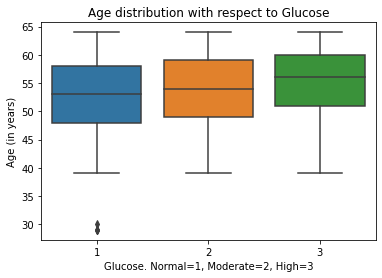 Age distribution with respect to Glucose
65
60
55
50
45
40
35
30
Age (in years)
1 2 3
Glucose. Normal=1, Moderate=2, High=3